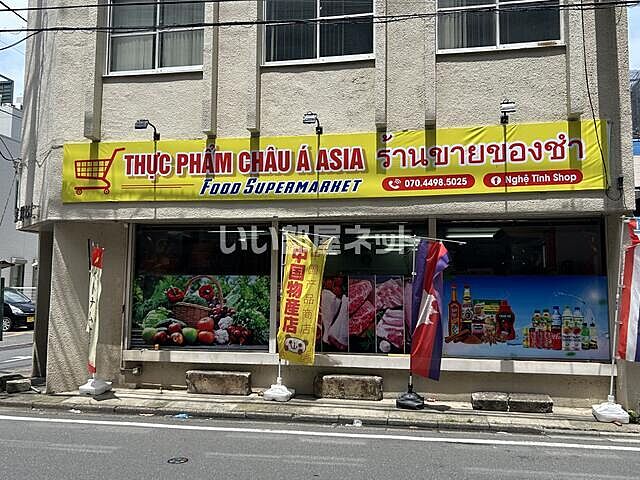 THỰC PHẨM CHÂU Á ASIA
FOOD SUPERMARKET
ร้านขายของชำ
070.4498.5025
Nghệ Tĩnh Shop
いい部屋ネット
中国物産店